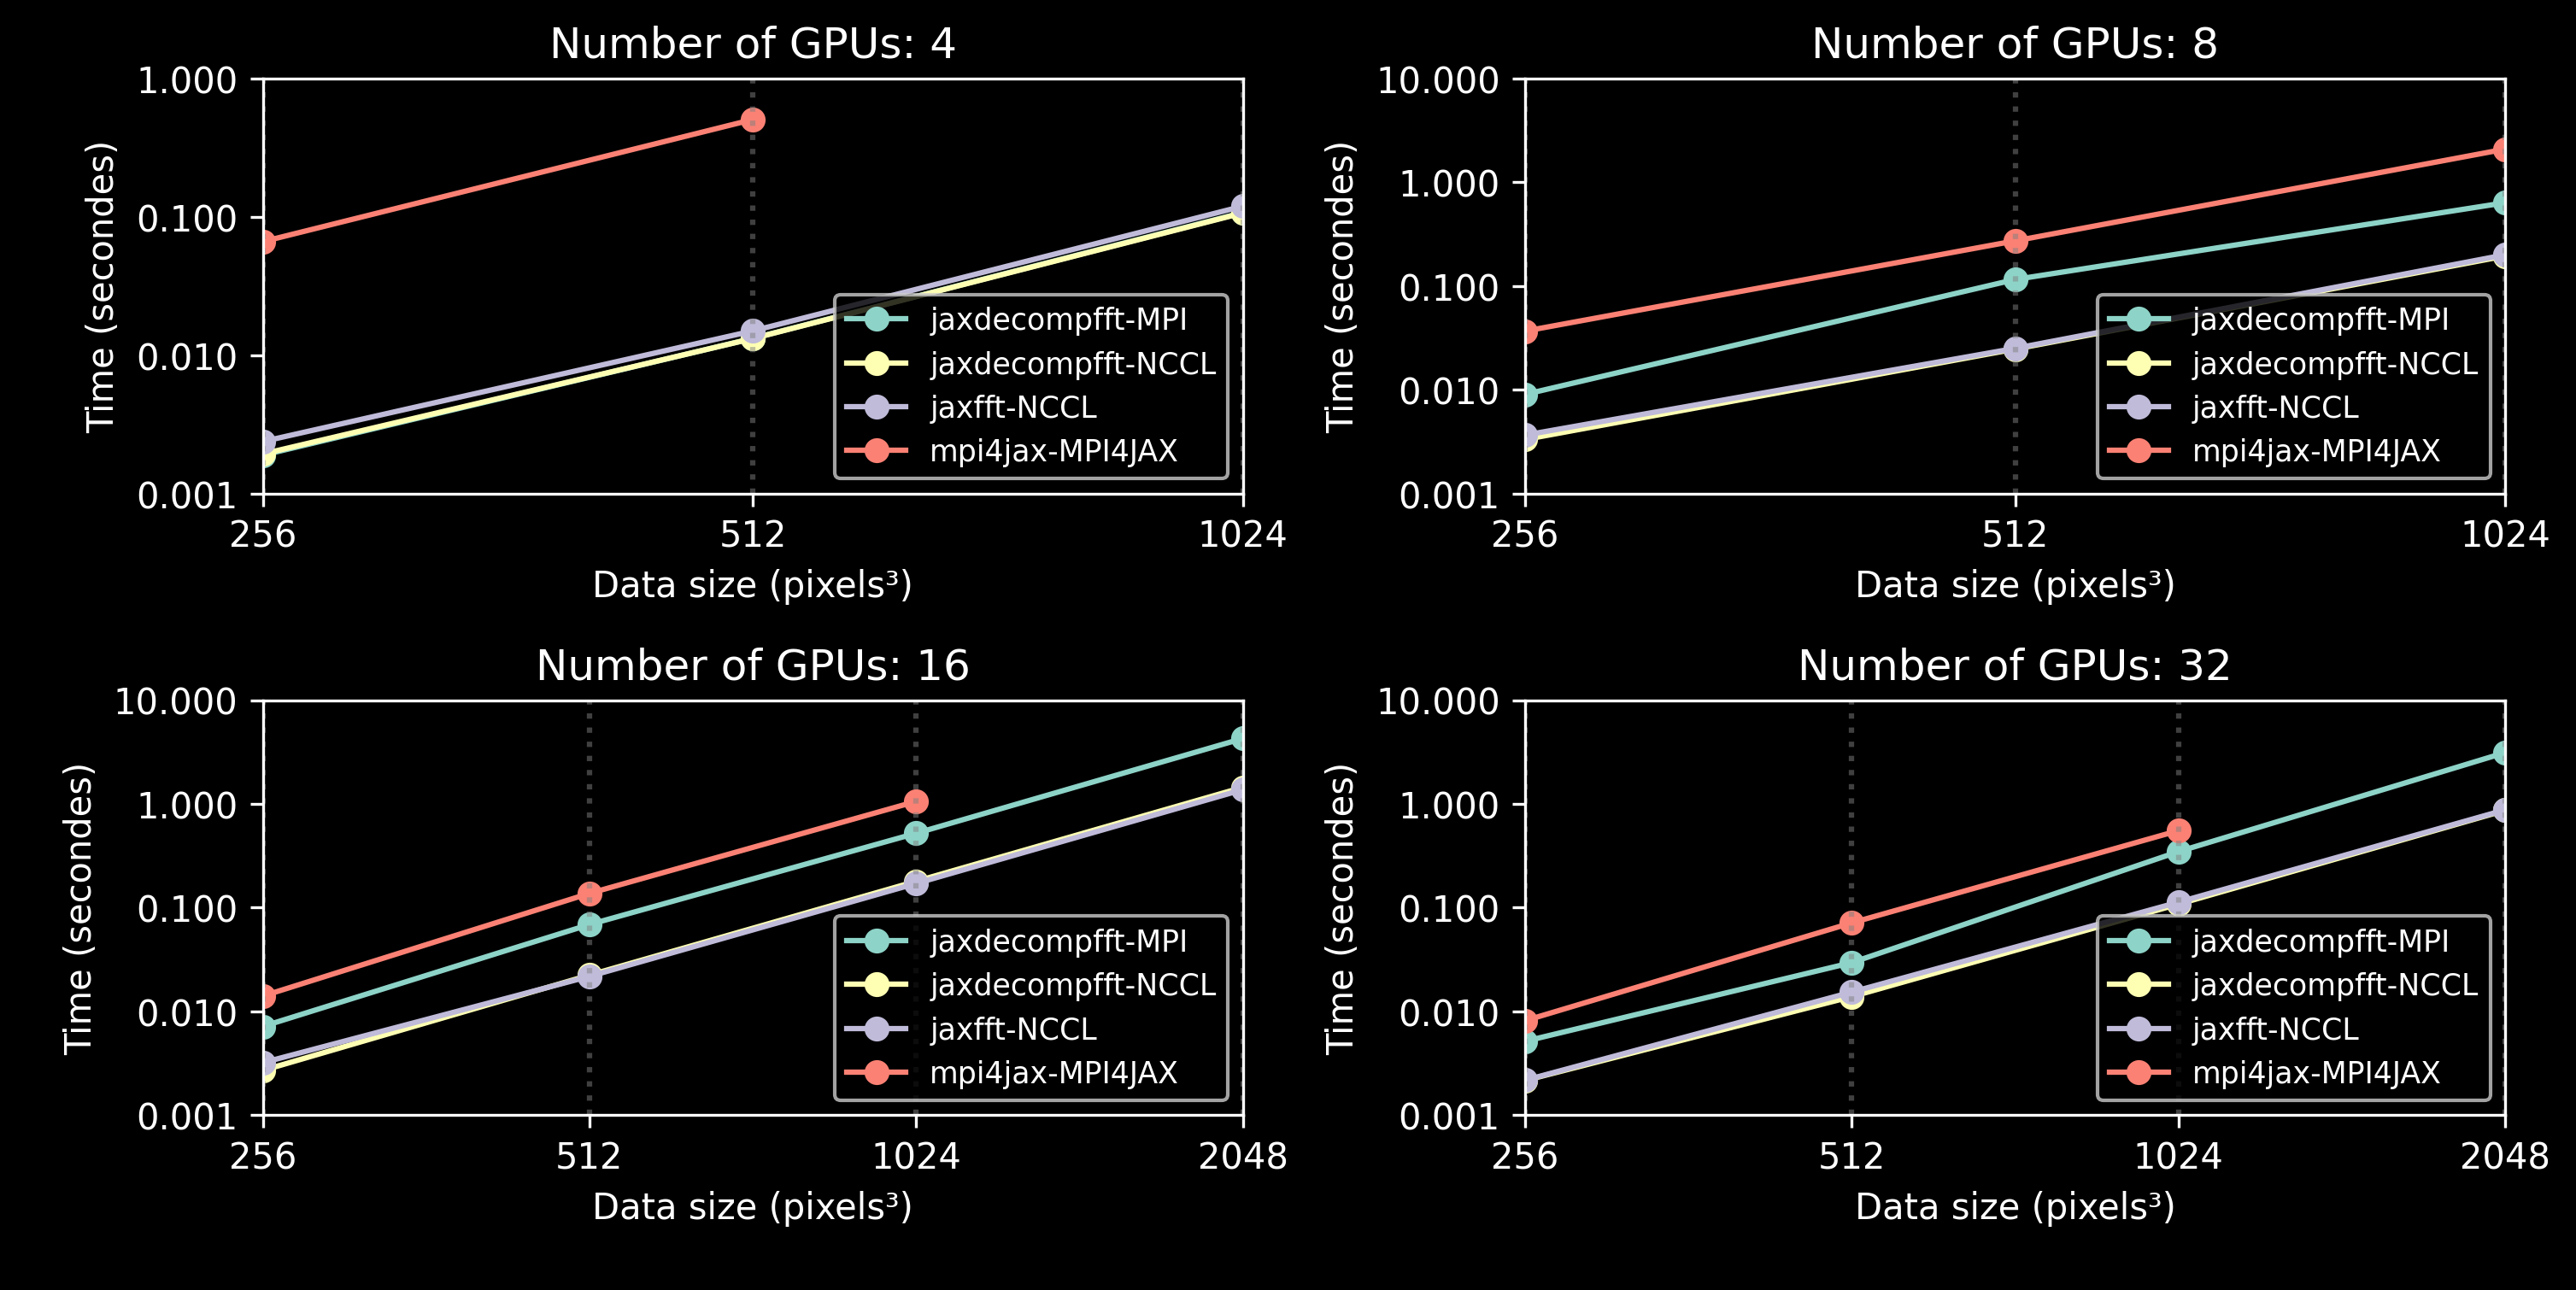 Number of GPUs: 4
1.000
0.100
0.010
0.001
Time (secondes)
256 512 1024
Data size (pixels³)
jaxdecompfft-MPI
jaxdecompfft-NCCL
jaxfft-NCCL
mpi4jax-MPI4JAX
Number of GPUs: 8
10.000
1.000
0.100
0.010
0.001
Time (secondes)
256 512 1024
Data size (pixels³)
jaxdecompfft-MPI
jaxdecompfft-NCCL
jaxfft-NCCL
mpi4jax-MPI4JAX
Number of GPUs: 16
10.000
1.000
0.100
0.010
0.001
Time (secondes)
256 512 1024 2048
Data size (pixels³)
jaxdecompfft-MPI
jaxdecompfft-NCCL
jaxfft-NCCL
mpi4jax-MPI4JAX
Number of GPUs: 32
10.000
1.000
0.100
0.010
0.001
Time (secondes)
256 512 1024 2048
Data size (pixels³)
jaxdecompfft-MPI
jaxdecompfft-NCCL
jaxfft-NCCL
mpi4jax-MPI4JAX